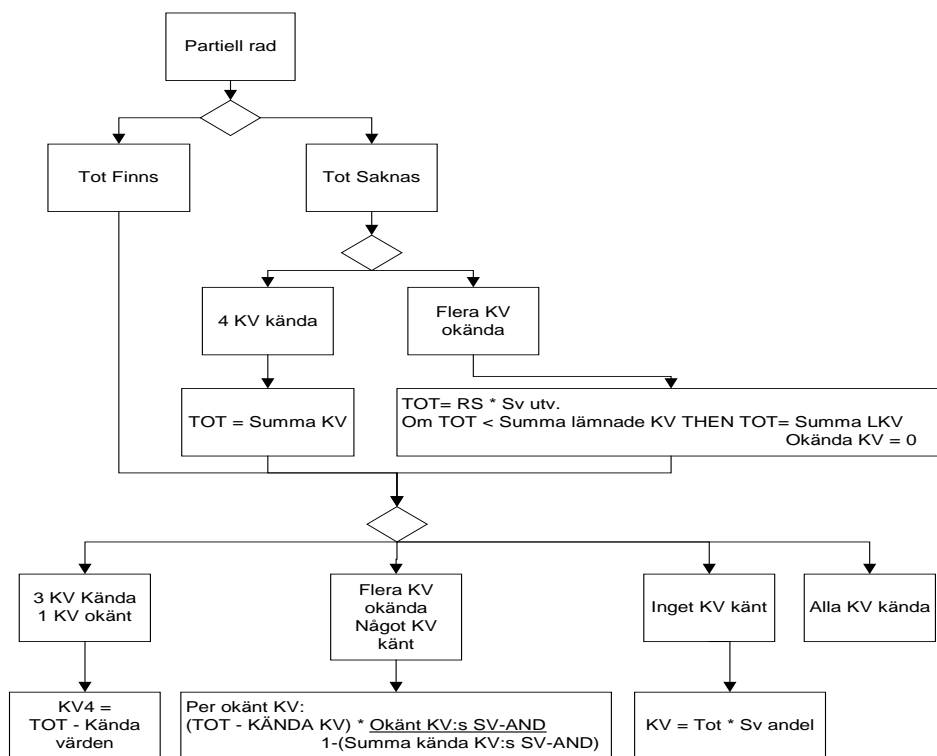 Partiell rad
Tot Finns
Tot Saknas
4 KV kända
Flera KV
okända
TOT = Summa KV
TOT= RS * Sv utv.
Om TOT < Summa lämnade KV THEN TOT= Summa LKV
Okända KV = 0
3 KV Kända
1 KV okänt
Flera KV
okända
Något KV
känt
Inget KV känt
Alla KV kända
KV4 =
TOT - Kända
värden
Per okänt KV:
(TOT - KÄNDA KV) * Okänt KV:s SV-AND
1-(Summa kända KV:s SV-AND)
KV = Tot * Sv andel